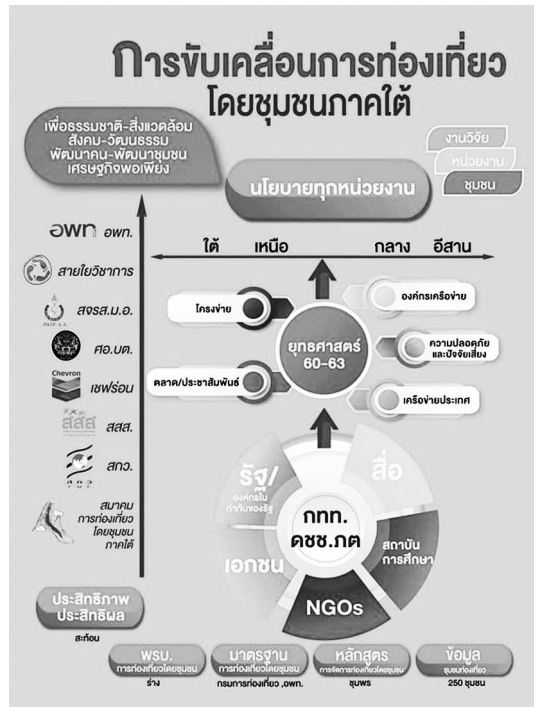 การขับเคลื่อนการท่องเที่ยว
โดยชุมชนภาคใต้
เพื่อธรรมชาติ-สิ่งแวดล้อม
สังคม-วัฒนธรรม
พัฒนาคน-พัฒนาชุมชน
เศรษฐกิจพอเพียง
นโยบายทุกหน่วยงาน
งานวิจัย
หน่วยงาน
ชุมชน
ใต้ เหนือ กลาง อีสาน
อพท อพท.
สายใยวิชาการ
สจรส.ม.อ.
ศอ.บต.
Chevron
เชฟร่อน
สสส สสส.
สกว.
สมาคม
การท่องเที่ยว
โดยชุมชน
ภาคใต้
โครงข่าย
ตลาด/ประชาสัมพันธ์
ยุทธศาสตร์
60-63
องค์กรเครือข่าย
ความปลอดภัย
และปัจจัยเสี่ยง
เครือข่ายประเทศ
รัฐ/
องค์กรใน
กำกับของรัฐ
สื่อ
เอกชน
กทท.
ดชช.กต
สถาบัน
การศึกษา
NGOs
ประสิทธิภาพ
ประสิทธิผล
สะท้อน
พรบ.
การท่องเที่ยวโดยชุมชน
ร่าง
มาตรฐาน
การท่องเที่ยวโดยชุมชน
กรมการท่องเที่ยว ,อพท.
หลักสูตร
การจัดการท่องเที่ยวโดยชุมชน
ชุมพร
ข้อมูล
ชุมชนท่องเที่ยว
250 ชุมชน